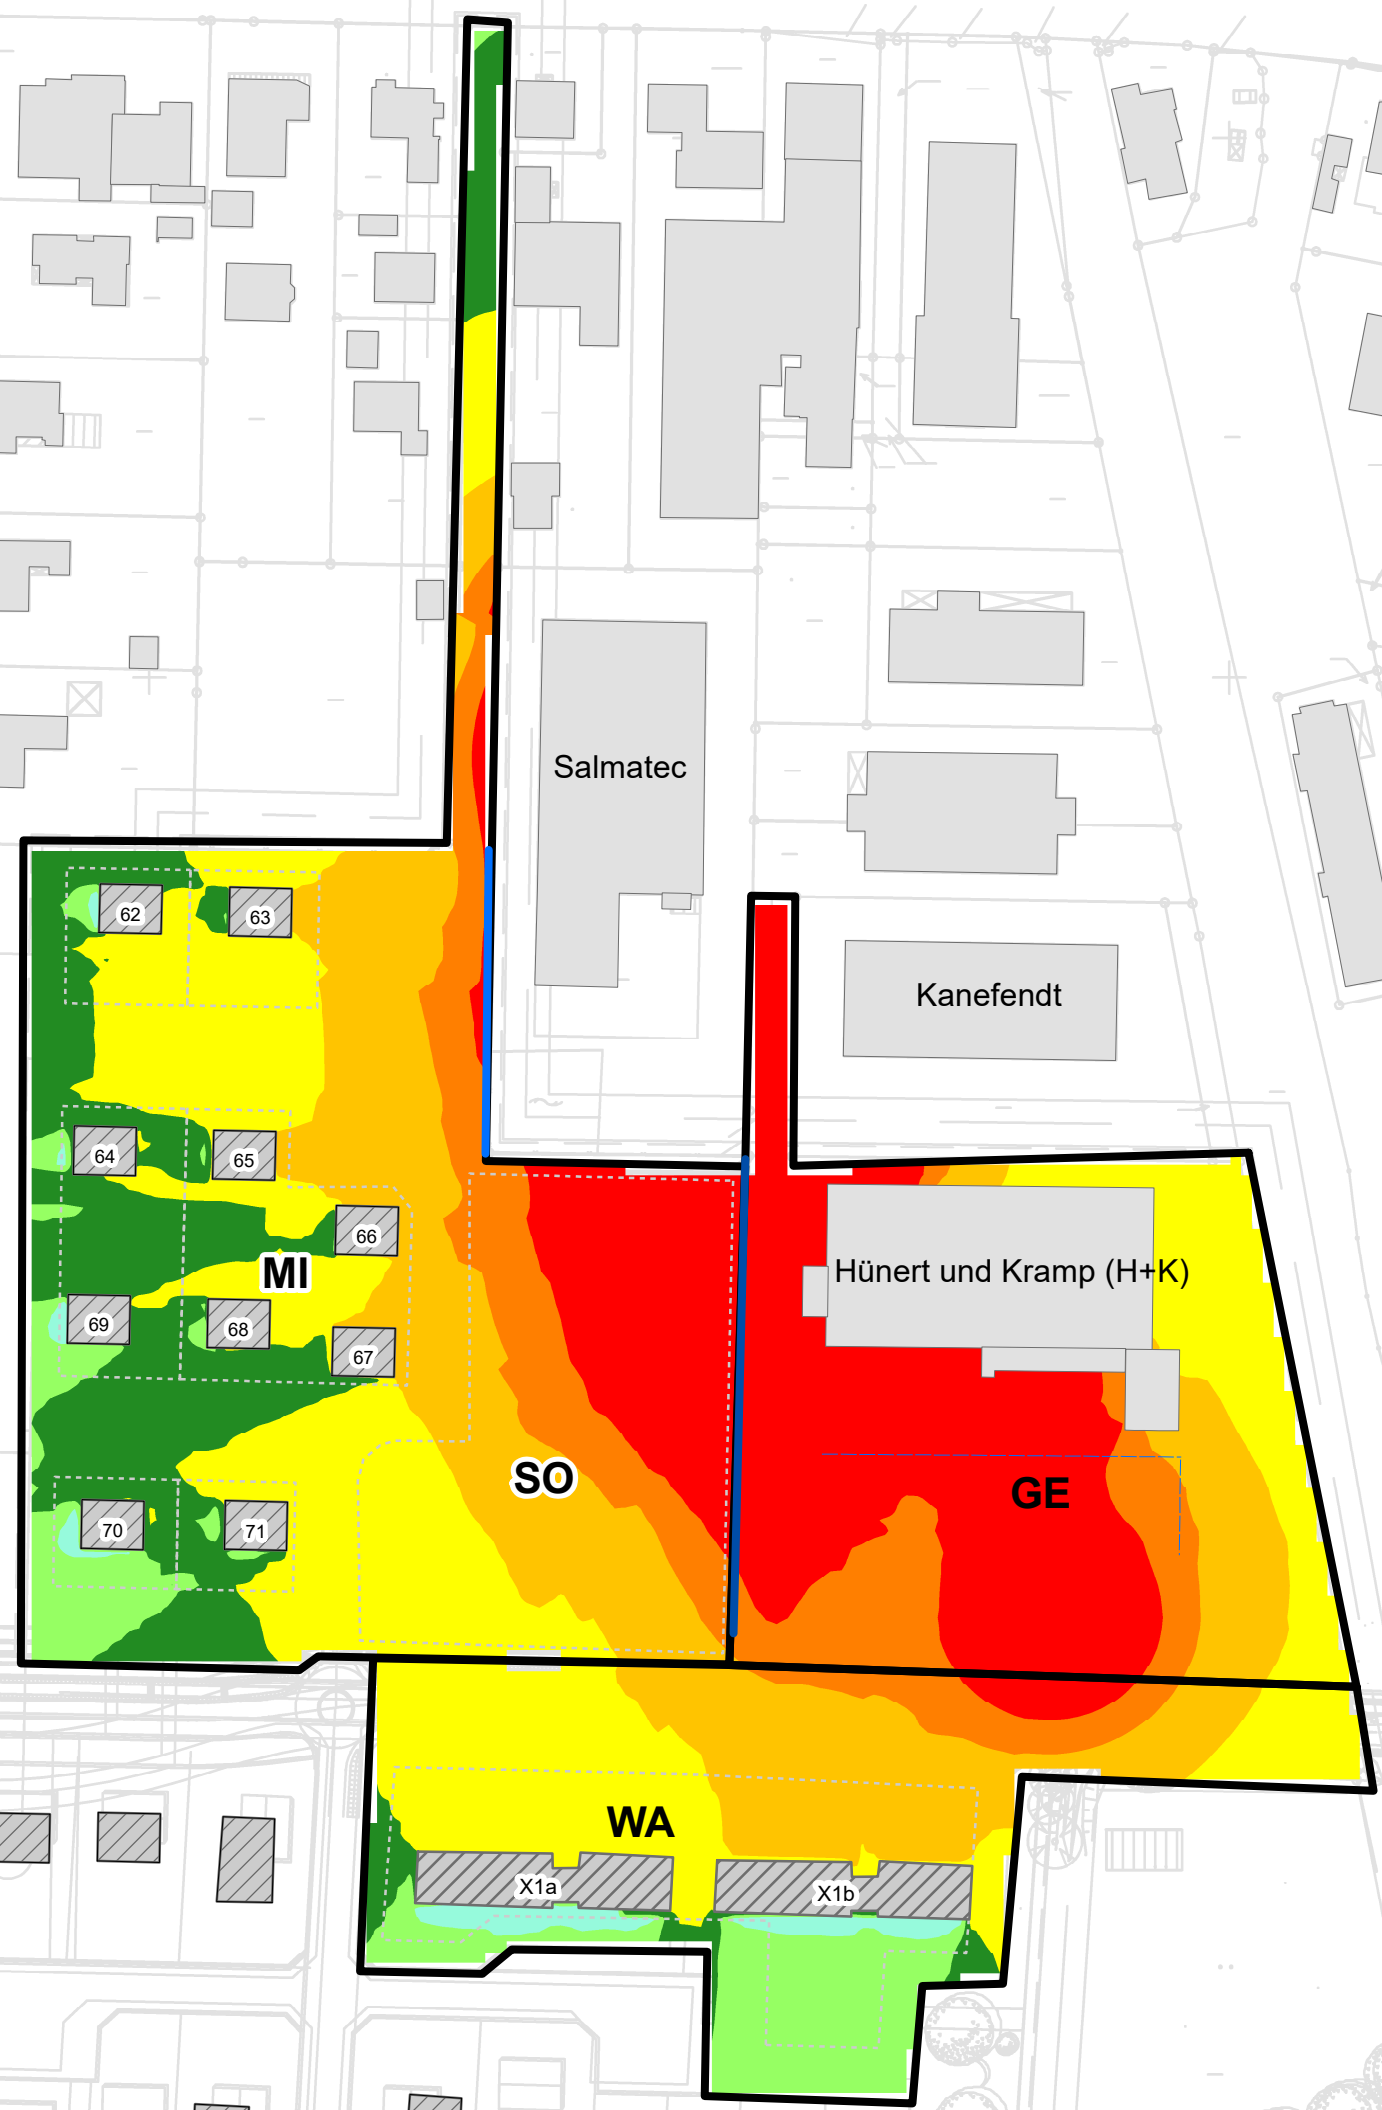 Salmatec
62
63
Kanefendt
64
65
66
MI
Hünert und Kramp (H+K)
69
68
67
SO
GE
70
71
WA
X1a
X1b